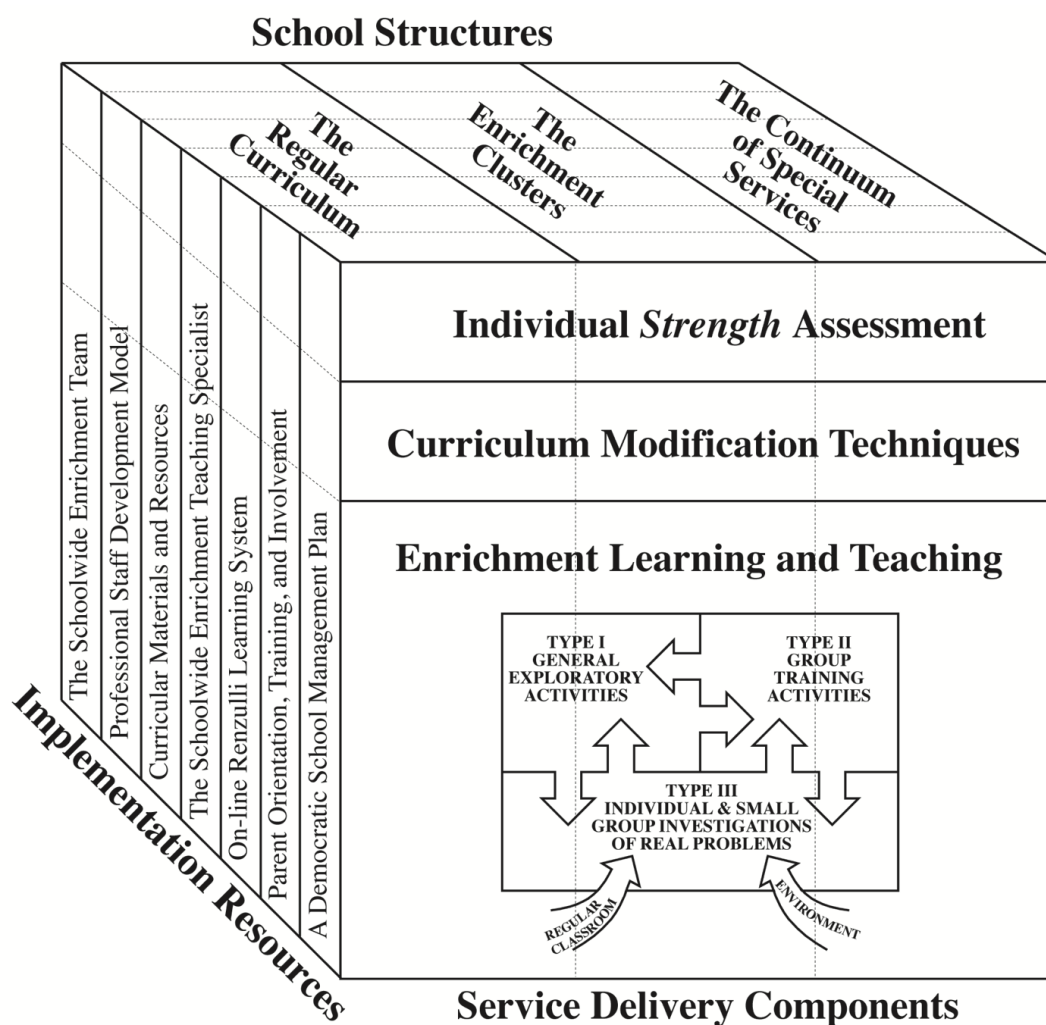 School Structures
The
Regular
Curriculum
The
Enrichment
Clusters
The Continuum
of Special
Services
The Schoolwide Enrichment Team
Professional Staff Development Model
Curricular Materials and Resources
The Schoolwide Enrichment Teaching Specialist
On-line Renzulli Learning System
Parent Orientation, Training, and Involvement
A Democratic School Management Plan
Implementation Resources
Individual Strength Assessment
Curriculum Modification Techniques
Enrichment Learning and Teaching
TYPE I
GENERAL
EXPLORATORY
ACTIVITIES
TYPE II
GROUP
TRAINING
ACTIVITIES
TYPE III
INDIVIDUAL & SMALL
GROUP INVESTIGATIONS
OF REAL PROBLEMS
REGULAR
CLASSROOM
ENVIRONMENT
Service Delivery Components